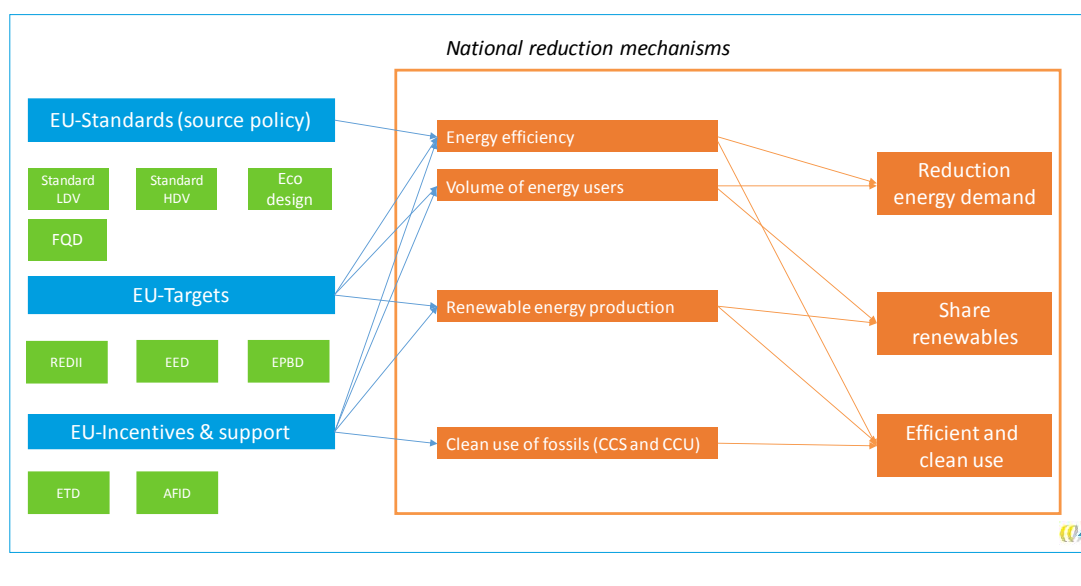 National reduction mechanisms
EU-Standards (source policy)
Standard
LDV
Standard
HDV
Eco
design
FQD
EU-Targets
REDII
EED
EPBD
EU-Incentives & support
ETD
AFID
Energy efficiency
Volume of energy users
Renewable energy production
Clean use of fossils (CCS and CCU)
Reduction
energy demand
Share
renewables
Efficient and
clean use